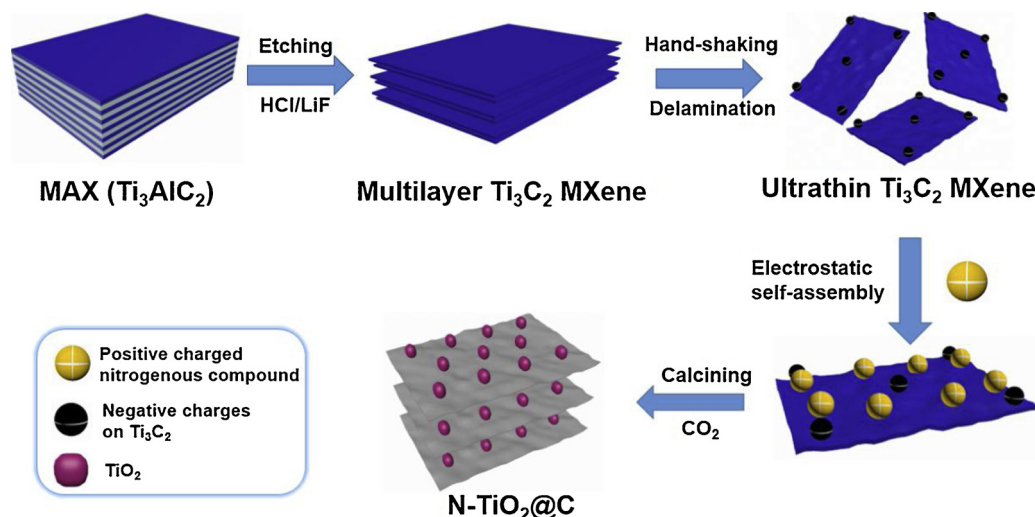 Etching
HCl/LiF
Hand-shaking
Delamination
MAX (Ti₃AlC₂)
Multilayer Ti₃C₂ MXene
Ultrathin Ti₃C₂ MXene
Electrostatic
self-assembly
Positive charged
nitrogenous compound
Negative charges
on Ti₃C₂
TiO₂
Calcining
CO₂
N-TiO₂@C